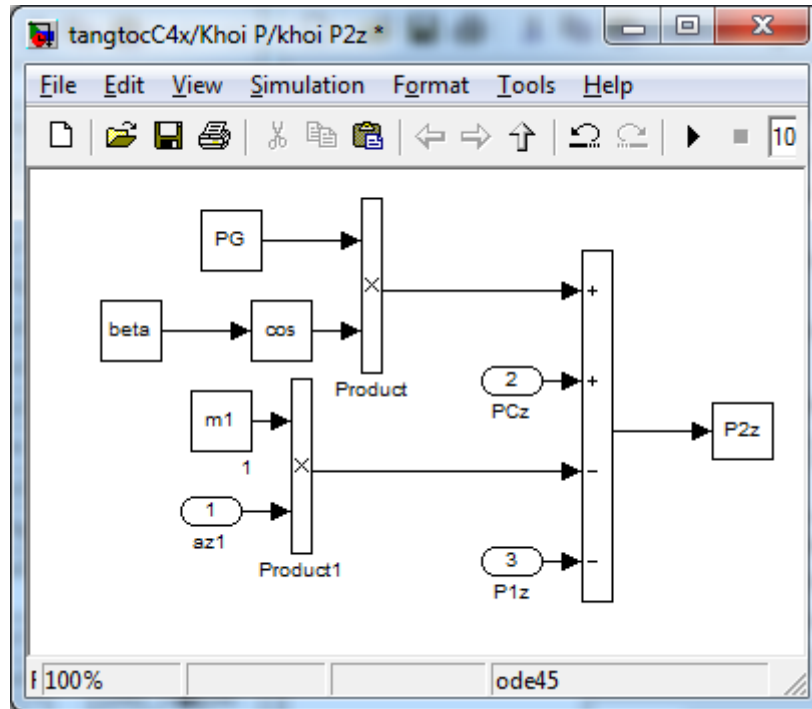 tangtocC4x/Khoi P/khoi P2z *
File Edit View Simulation Format Tools Help
10
PG
beta
cos
×
Product
+
2
+
PCz
m1
1
×
P2z
−
1
az1
Product1
3
−
P1z
100%
ode45